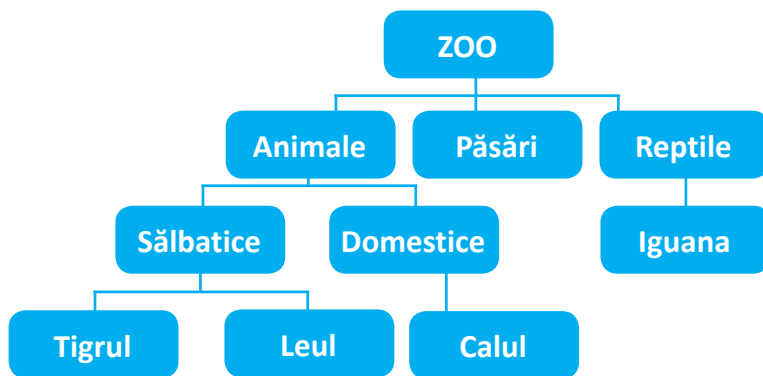 ZOO
Animale
Păsări
Reptile
Sălbatice
Domestice
Iguana
Tigrul
Leul
Calul